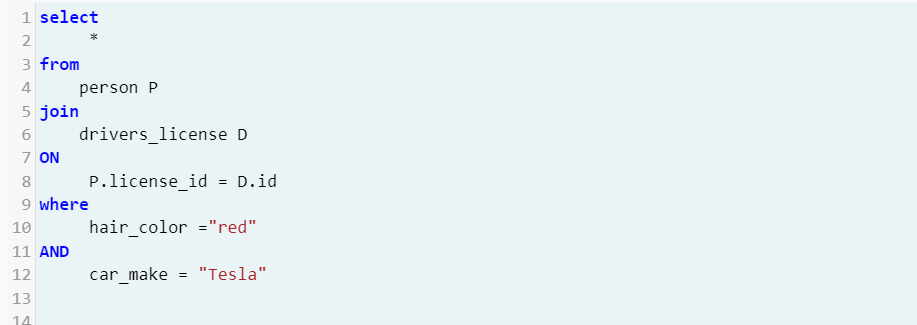 1 select
2 *
3 from
4 person P
5 join
6 drivers_license D
7 ON
8 P.license_id = D.id
9 where
10 hair_color ="red"
11 AND
12 car_make = "Tesla"
13
14